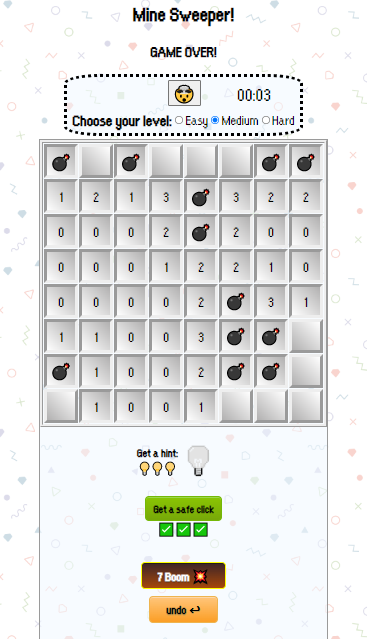 Mine Sweeper!
GAME OVER!
00:03
Choose your level: Easy Medium Hard
1 2 1 3 3 2 2
0 0 0 2 2 0 0
0 0 0 1 2 2 1 0
0 0 0 0 2 3 1
1 1 0 0 3
1 0 0 2
1 0 0 1
Get a hint:
Get a safe click
7 Boom
undo ↩